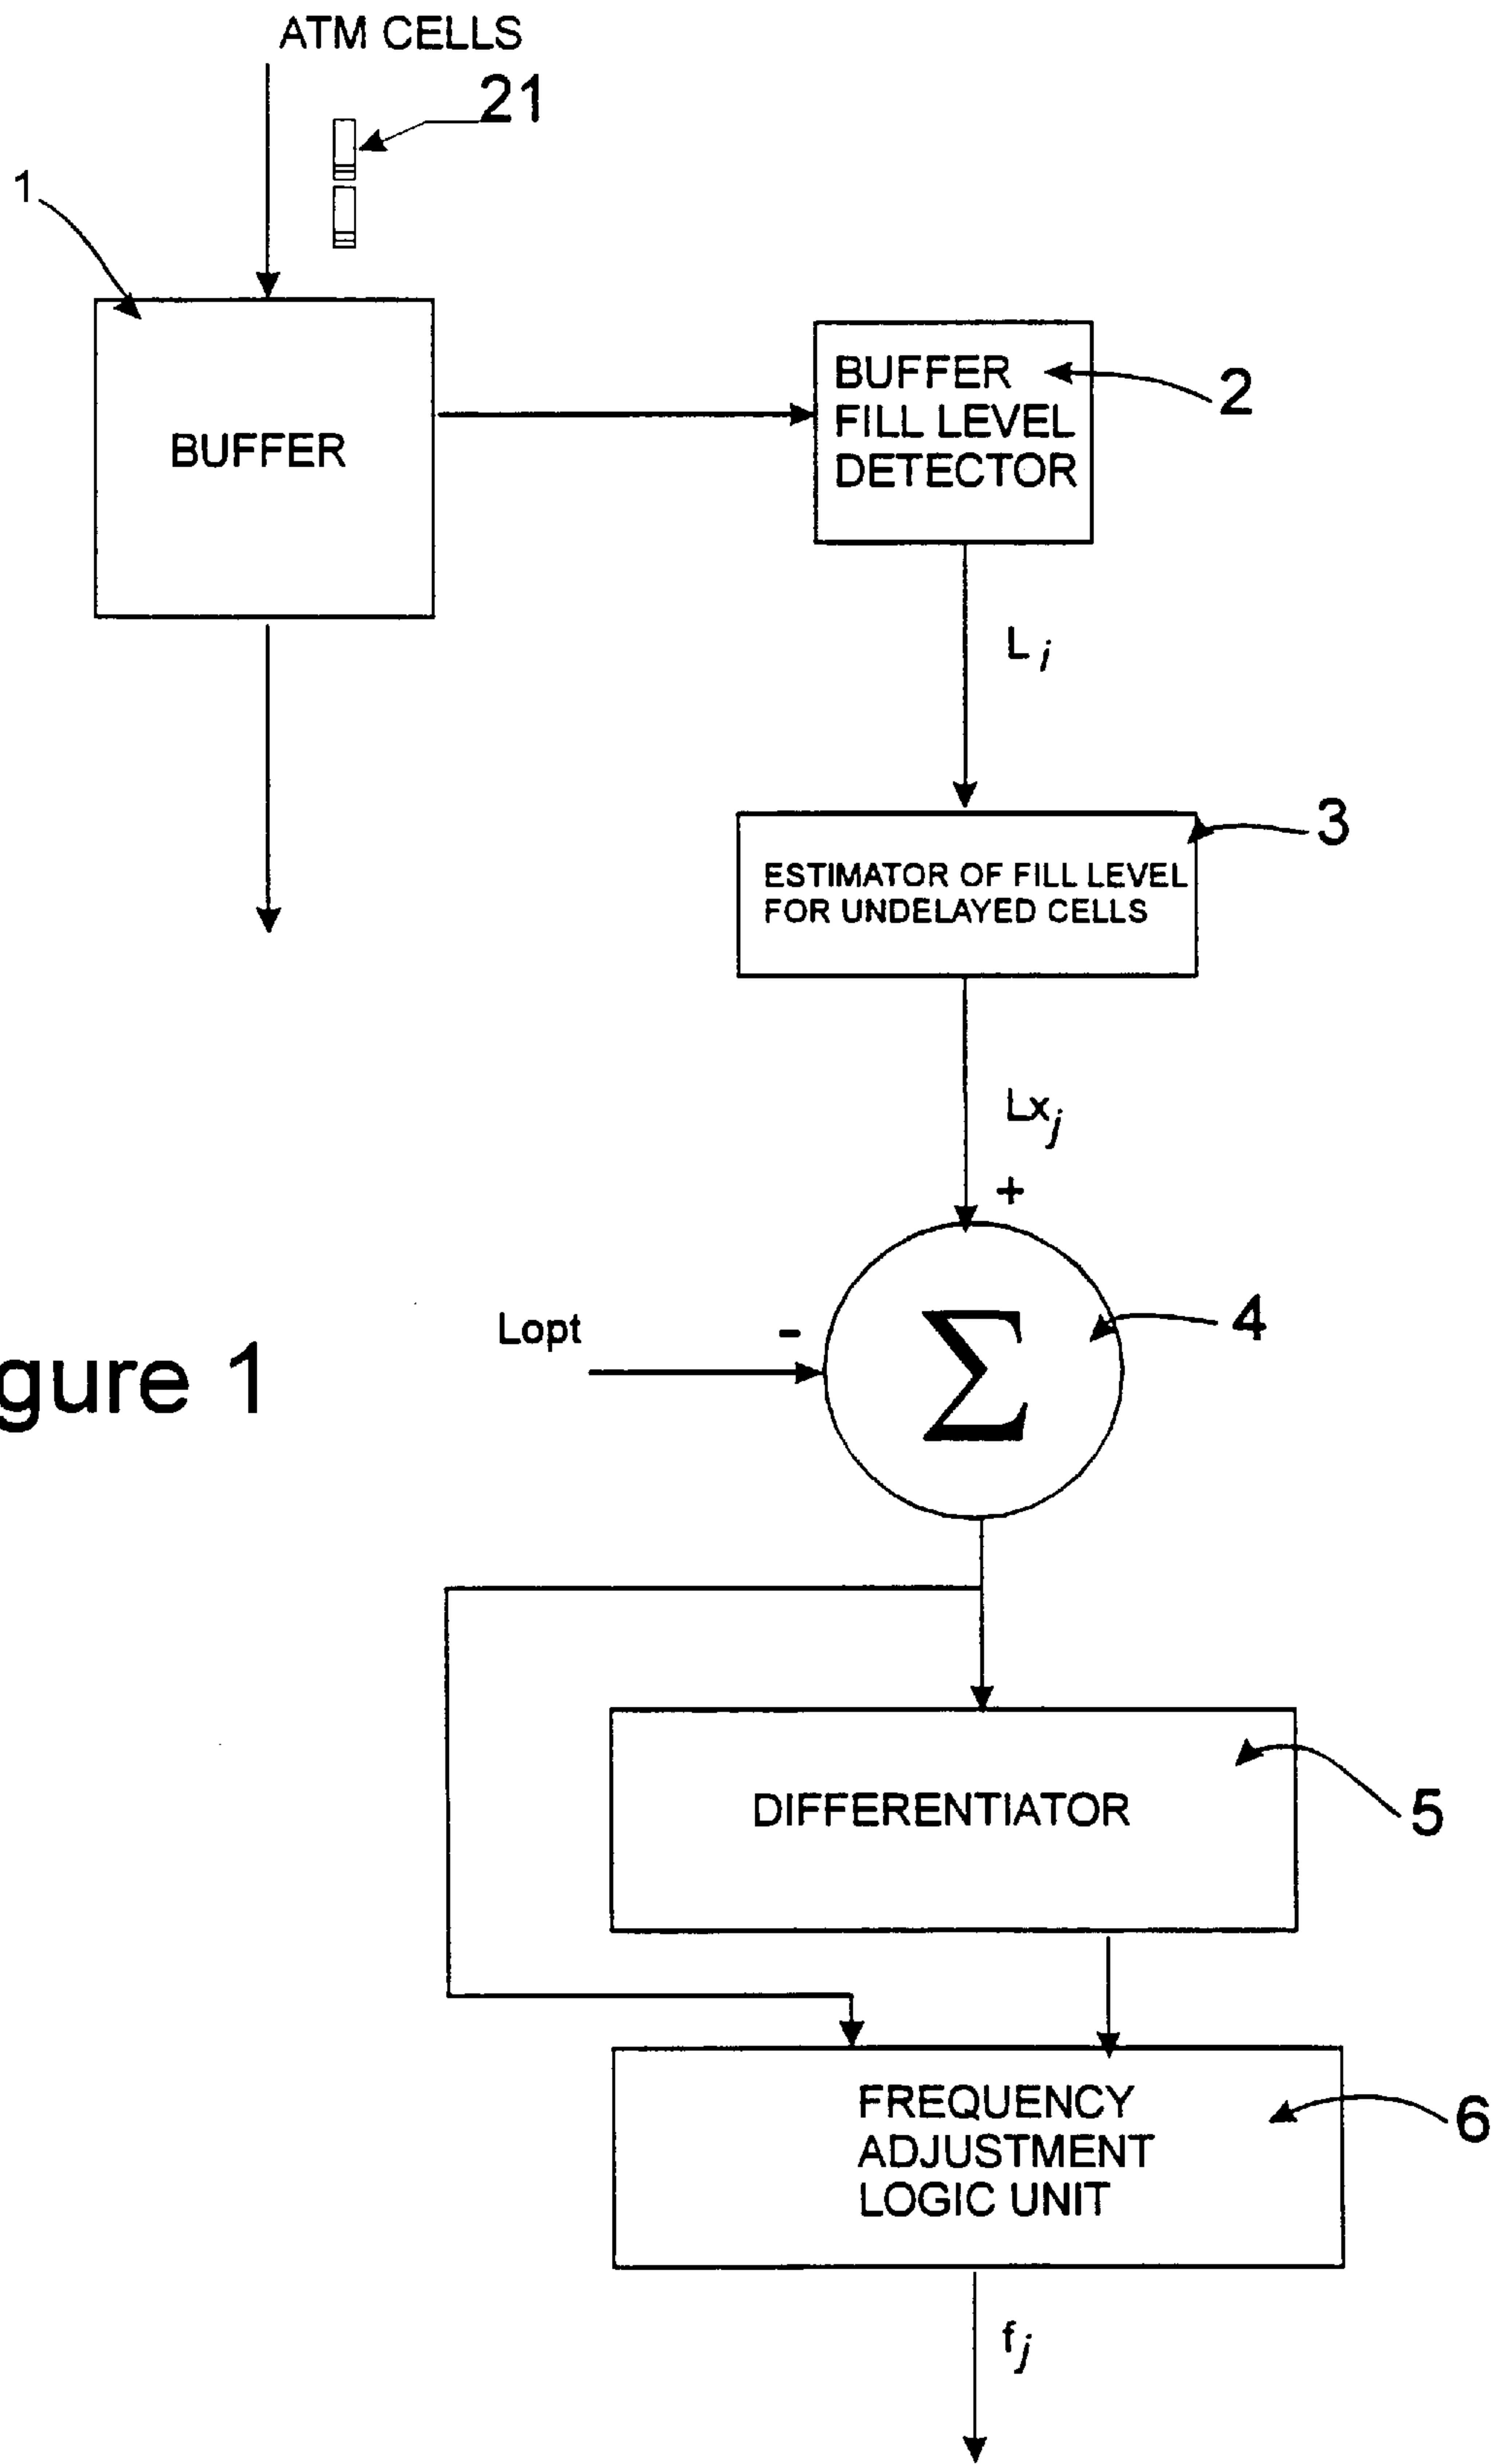 ATM CELLS
21
1
BUFFER
BUFFER
FILL LEVEL
DETECTOR
2
L i
ESTIMATOR OF FILL LEVEL
FOR UNDELAYED CELLS
3
Lxj
+
Lopt
-
Σ
4
gure 1
DIFFERENTIATOR
5
FREQUENCY
ADJUSTMENT
LOGIC UNIT
6
fj